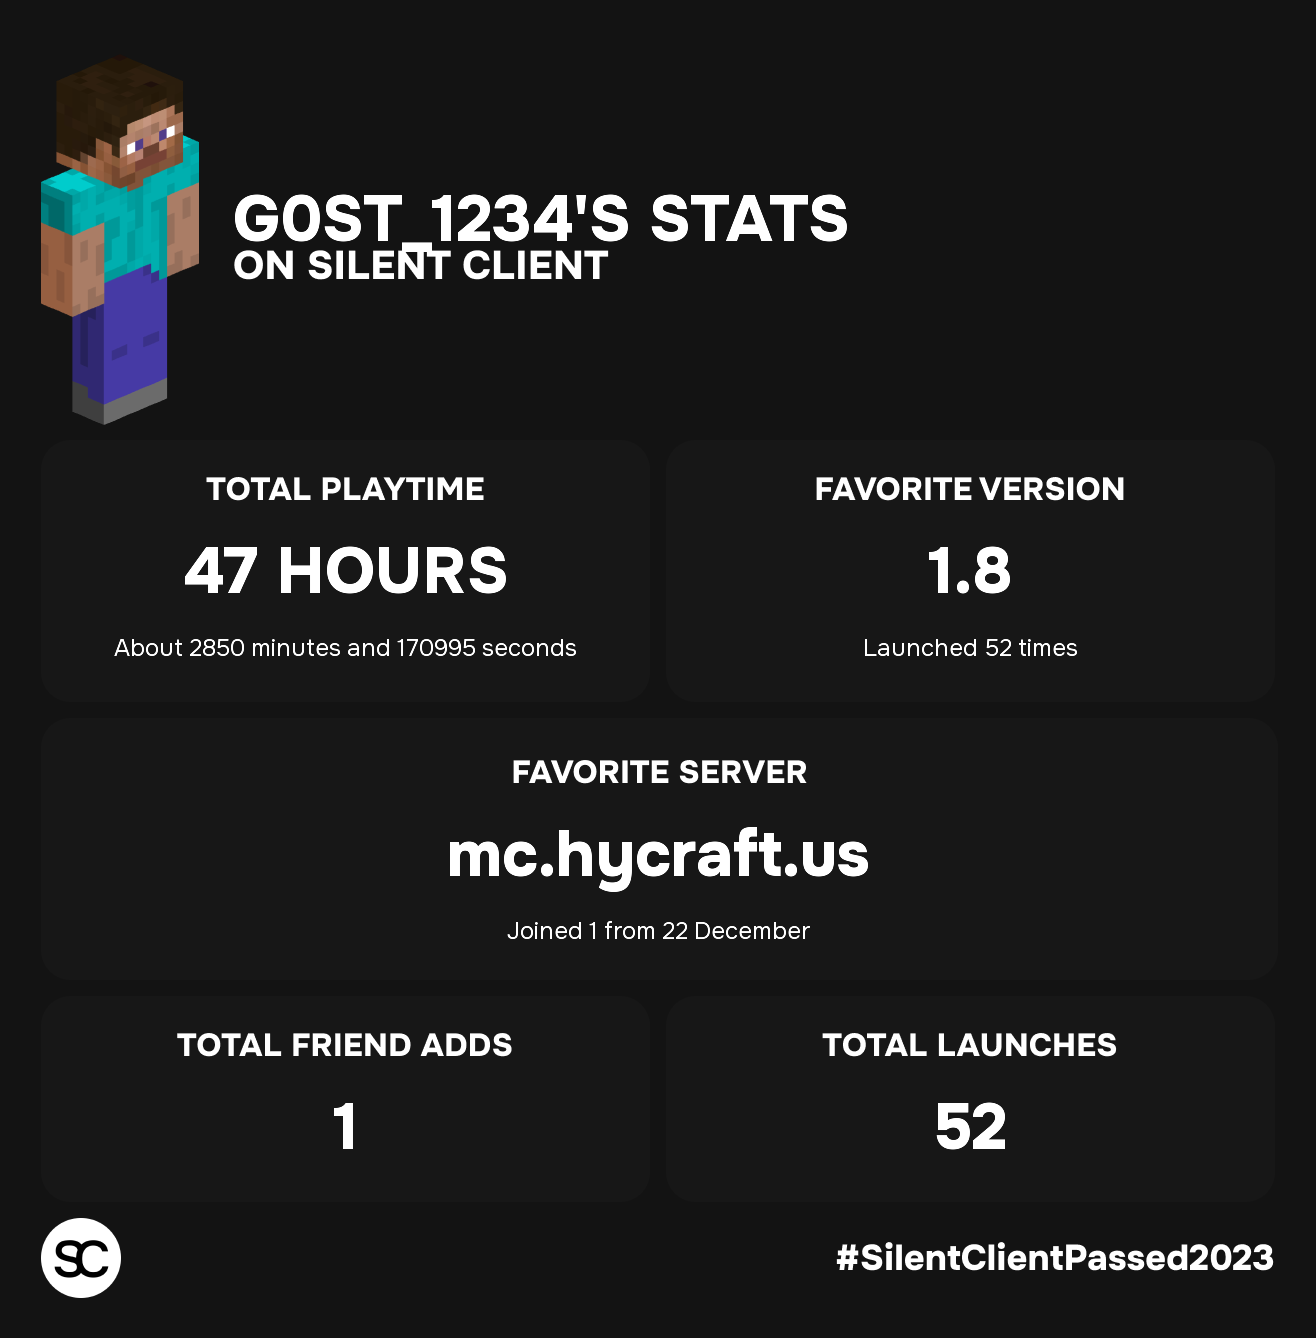 G0ST_1234'S STATS
ON SILENT CLIENT
TOTAL PLAYTIME
47 HOURS
About 2850 minutes and 170995 seconds
FAVORITE VERSION
1.8
Launched 52 times
FAVORITE SERVER
mc.hycraft.us
Joined 1 from 22 December
TOTAL FRIEND ADDS
1
TOTAL LAUNCHES
52
SC
#SilentClientPassed2023